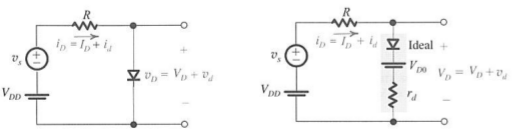 R
i_D = I_D + i_d
+
v_s
v_D = V_D + v_d
V_DD
−
R
i_D = I_D + i_d
Ideal +
v_s
V_D0
V_D = V_D + v_d
V_DD
r_d
−